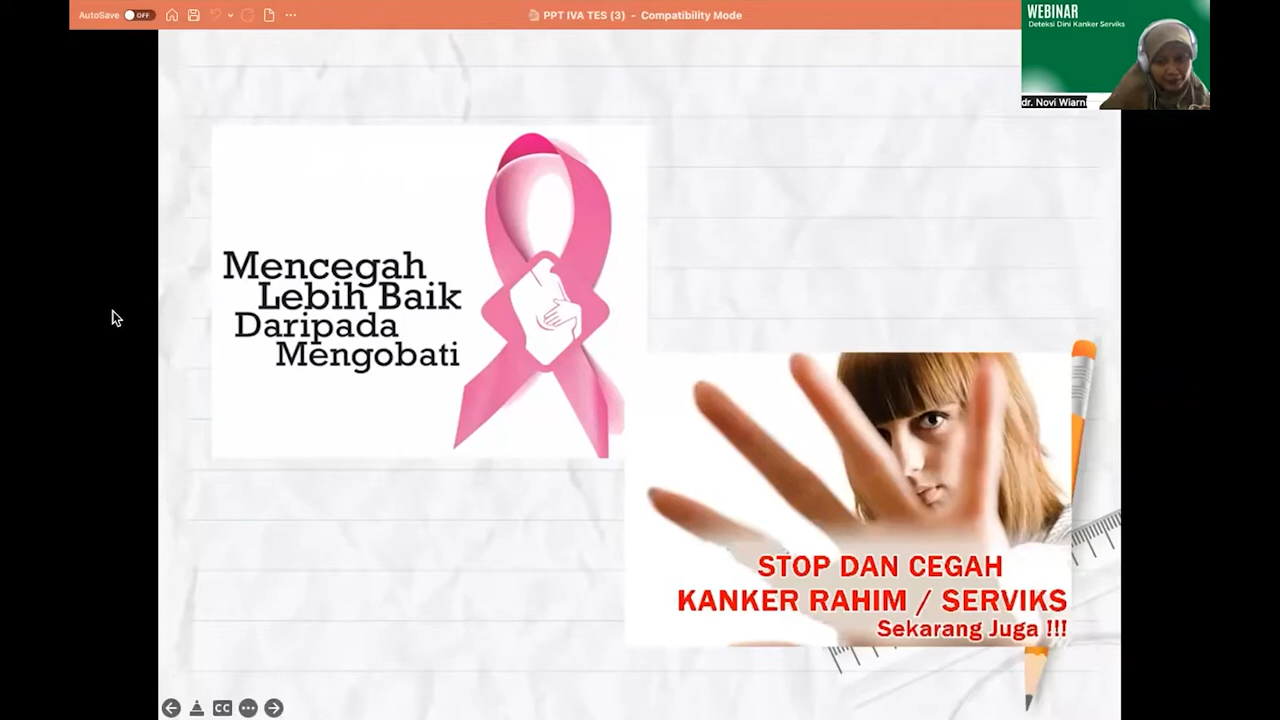 AutoSave OFF
PPT IVA TES (3) - Compatibility Mode
WEBINAR
Deteksi Dini Kanker Serviks
dr. Novi Wiarni
Mencegah
Lebih Baik
Daripada
Mengobati
STOP DAN CEGAH
KANKER RAHIM / SERVIKS
Sekarang Juga !!!
CC